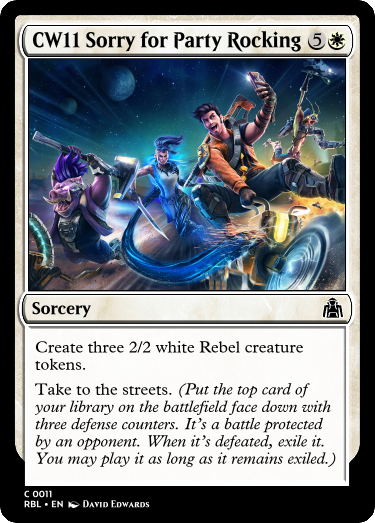 CW11 Sorry for Party Rocking 5
Sorcery
Create three 2/2 white Rebel creature
tokens.
Take to the streets. (Put the top card of
your library on the battlefield face down with
three defense counters. It's a battle protected
by an opponent. When it's defeated, exile it.
You may play it as long as it remains exiled.)
C 0011
RBL • EN David Edwards